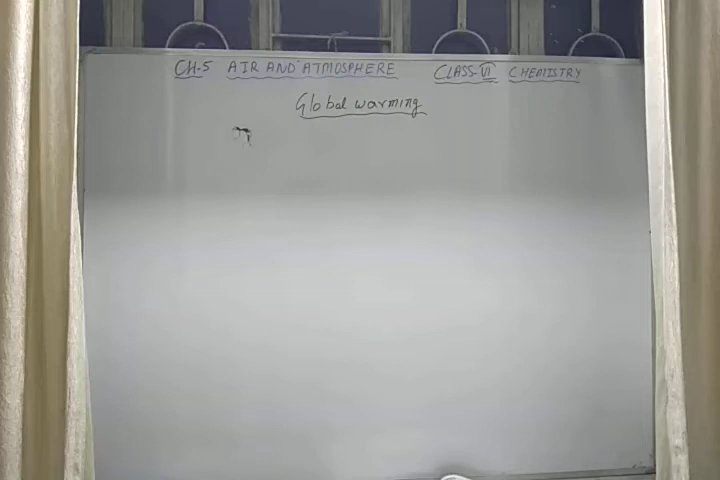 CH-5 AIR AND ATMOSPHERE CLASS-VI CHEMISTRY
Global warming